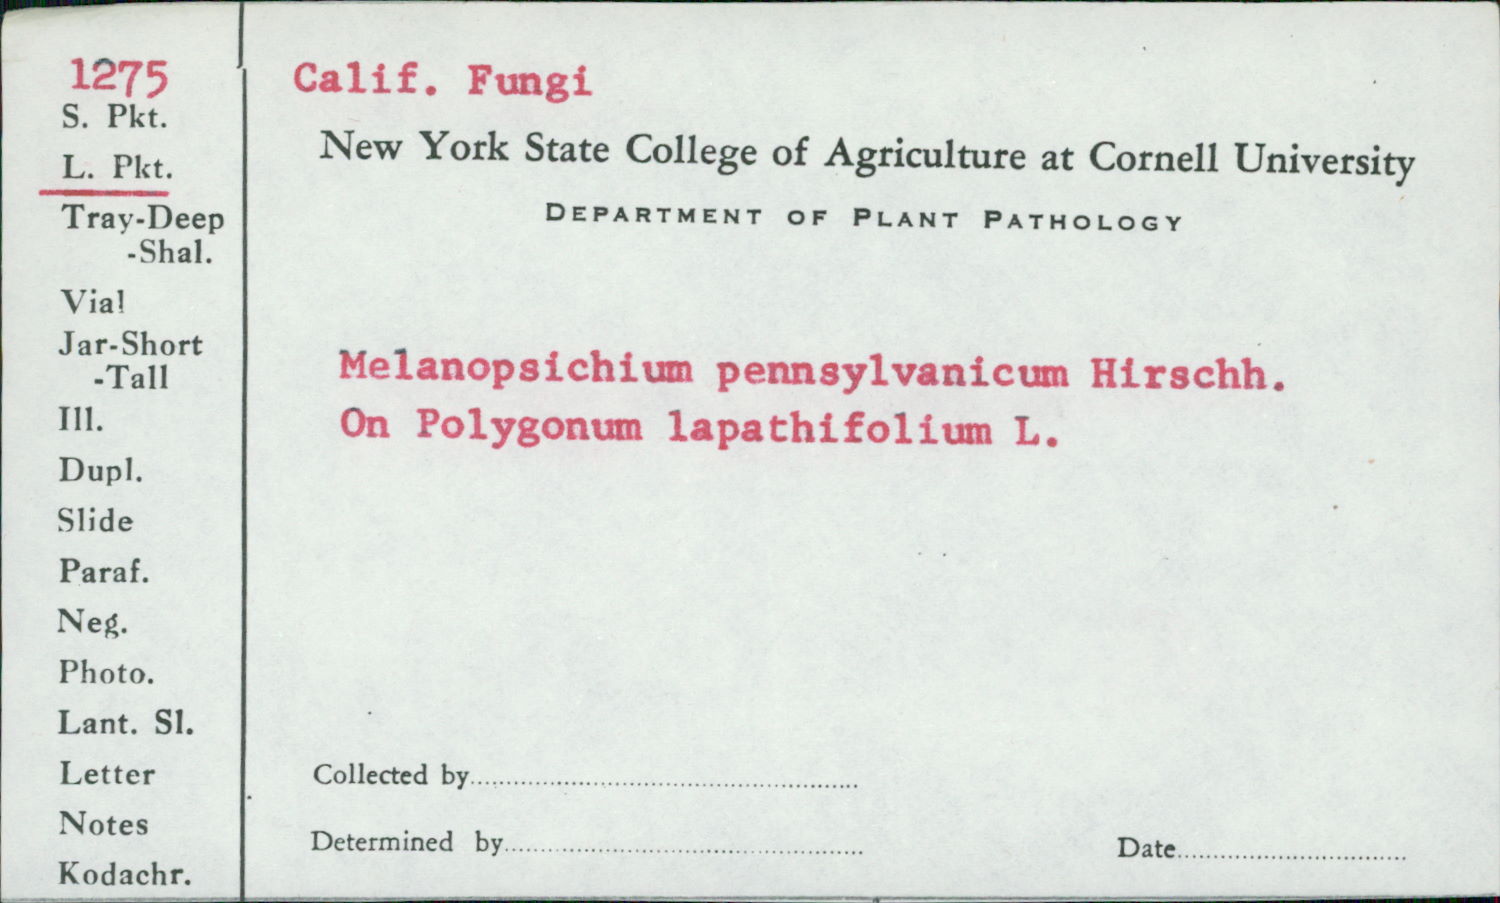 1275
S. Pkt.
L. Pkt.
Tray-Deep
-Shal.
Vial
Jar-Short
-Tall
Ill.
Dupl.
Slide
Paraf.
Neg.
Photo.
Lant. Sl.
Letter
Notes
Kodachr.
Calif. Fungi
New York State College of Agriculture at Cornell University
DEPARTMENT OF PLANT PATHOLOGY
Melanopsichium pennsylvanicum Hirschh.
On Polygonum lapathifolium L.
Collected by
Determined by
Date